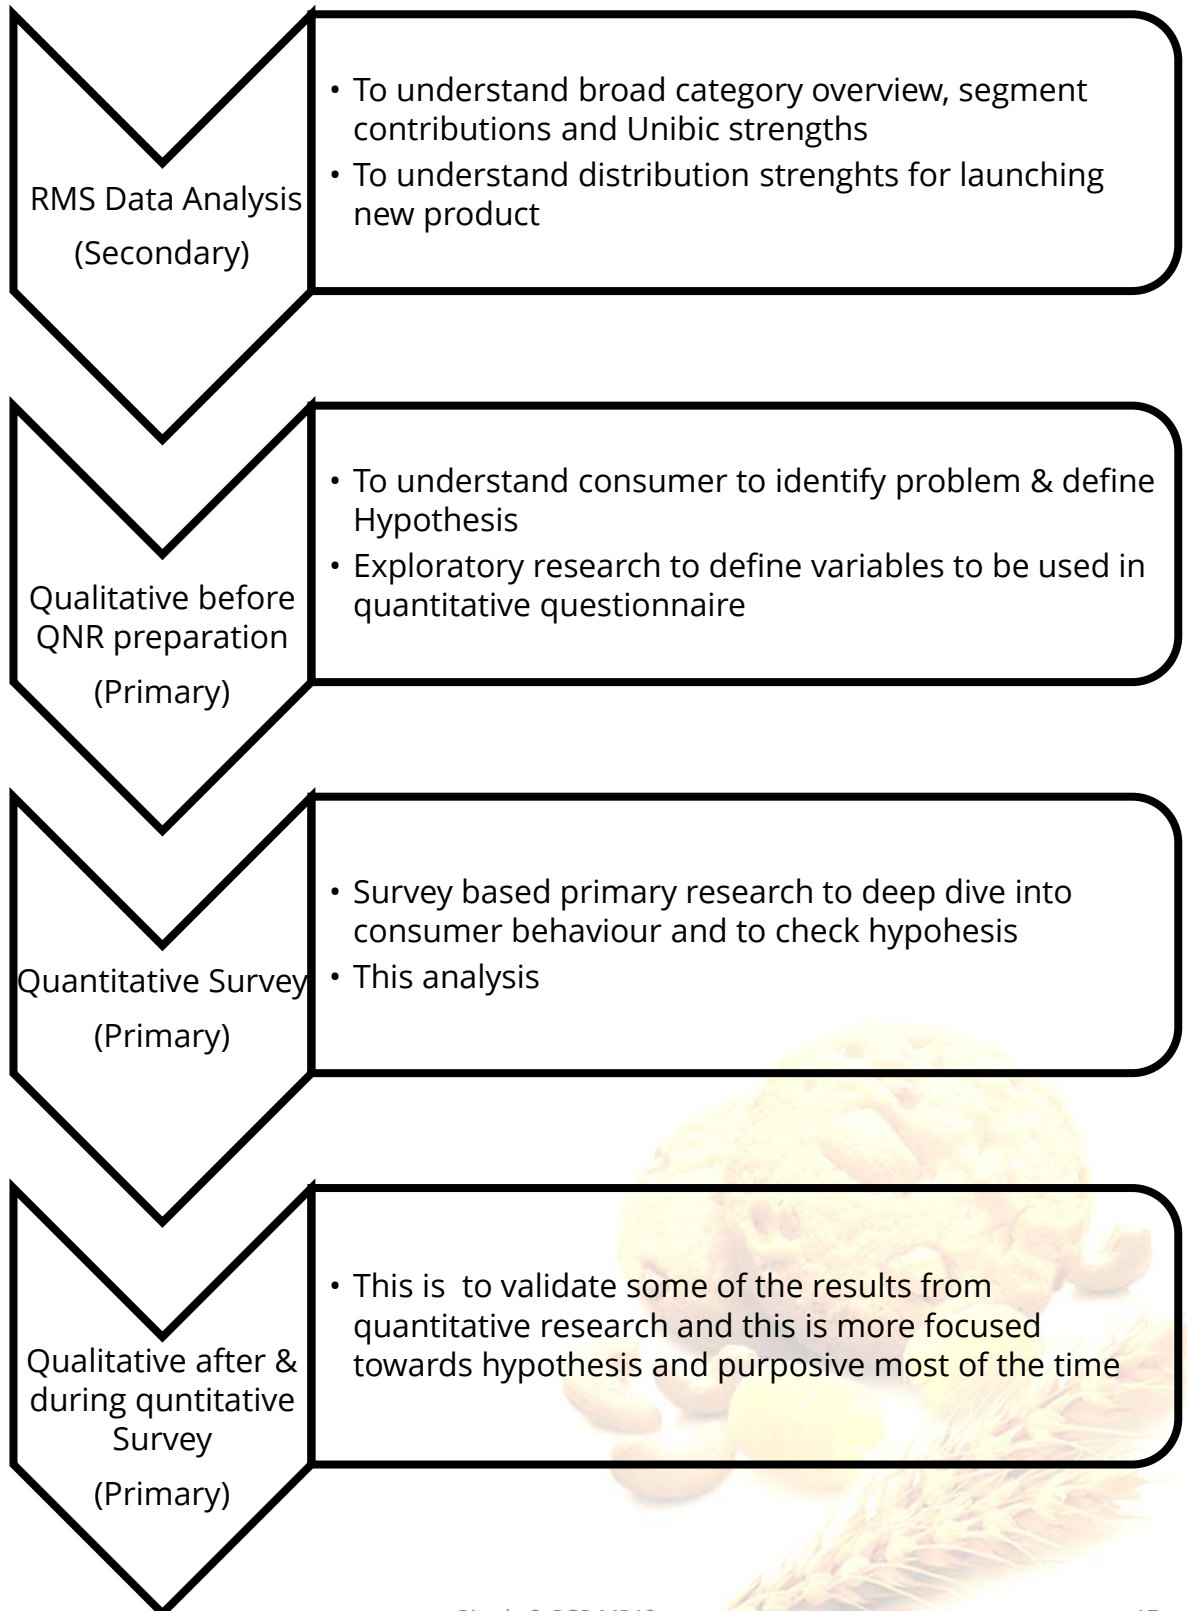 RMS Data Analysis
(Secondary)
• To understand broad category overview, segment
contributions and Unibic strengths
• To understand distribution strenghts for launching
new product
Qualitative before
QNR preparation
(Primary)
• To understand consumer to identify problem & define
Hypothesis
• Exploratory research to define variables to be used in
quantitative questionnaire
Quantitative Survey
(Primary)
• Survey based primary research to deep dive into
consumer behaviour and to check hypohesis
• This analysis
Qualitative after &
during quntitative
Survey
(Primary)
• This is  to validate some of the results from
quantitative research and this is more focused
towards hypothesis and purposive most of the time